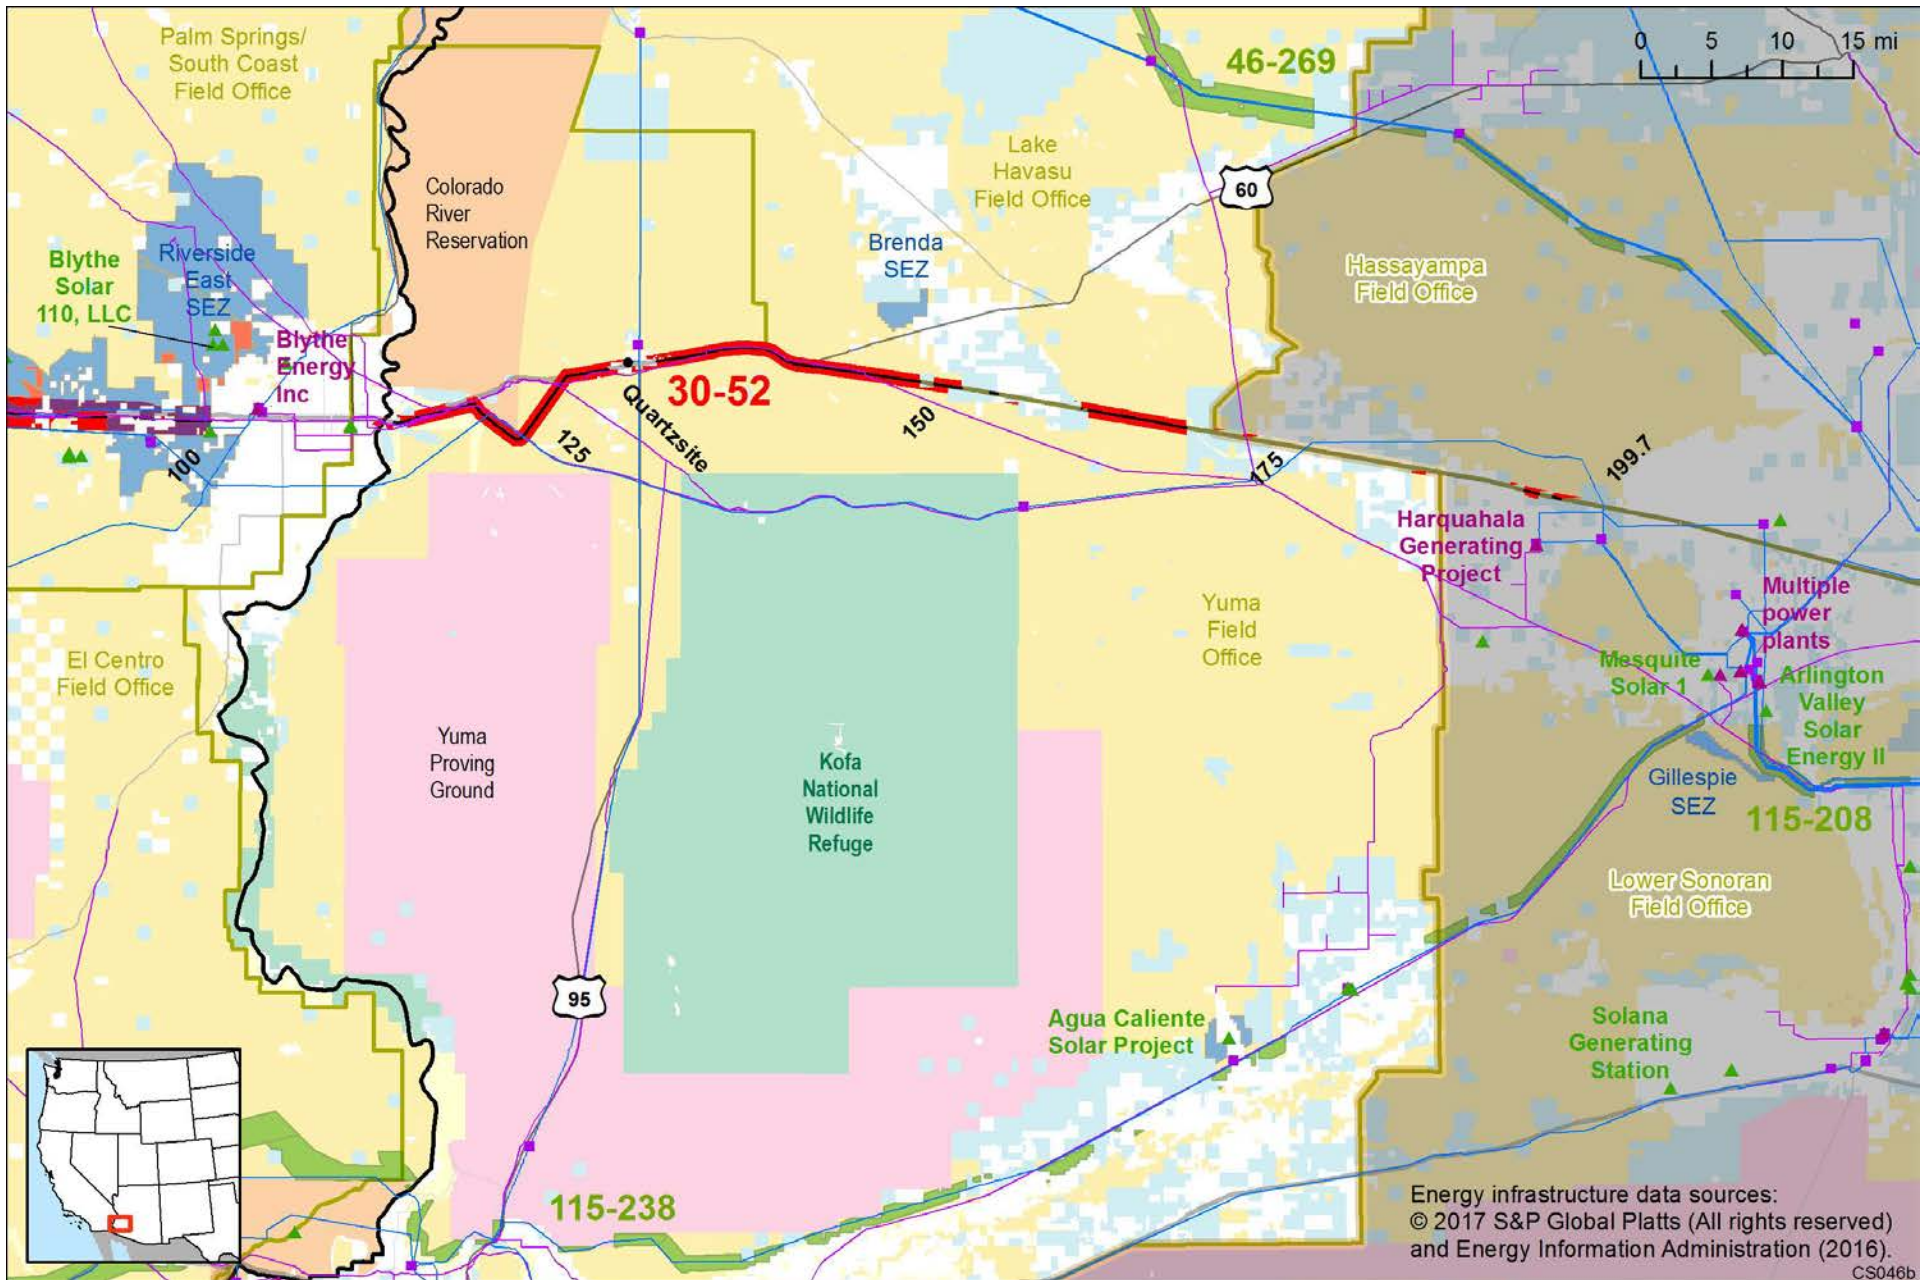 Palm Springs/
South Coast
Field Office
46-269
0 5 10 15 mi
Lake
Havasu
Field Office
60
Colorado
River
Reservation
Brenda
SEZ
Hassayampa
Field Office
Riverside
East
SEZ
Blythe
Solar
110, LLC
Blythe
Energy
Inc
30-52
Quartzsite
100
125
150
175
199.7
Harquahala
Generating
Project
Multiple
power
plants
Yuma
Field
Office
El Centro
Field Office
Mesquite
Solar 1
Arlington
Valley
Solar
Energy II
Yuma
Proving
Ground
Kofa
National
Wildlife
Refuge
Gillespie
SEZ
115-208
Lower Sonoran
Field Office
95
Agua Caliente
Solar Project
Solana
Generating
Station
115-238
Energy infrastructure data sources:
© 2017 S&P Global Platts (All rights reserved)
and Energy Information Administration (2016).
CS046b